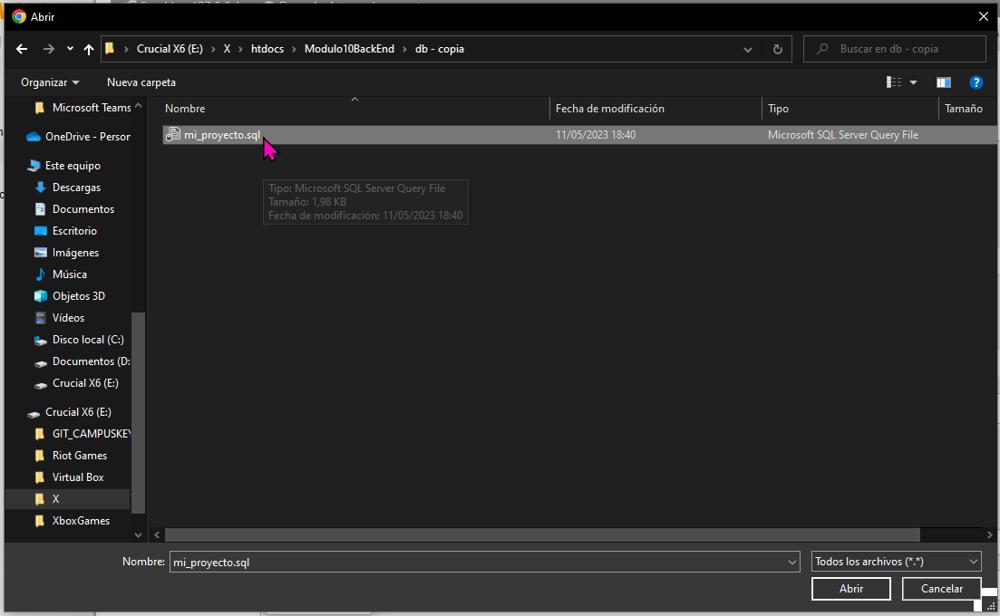 Abrir
Crucial X6 (E:) › X › htdocs › Modulo10BackEnd › db - copia
Buscar en db - copia
Organizar
Nueva carpeta
Nombre
Fecha de modificación
Tipo
Tamaño
mi_proyecto.sql
11/05/2023 18:40
Microsoft SQL Server Query File
Tipo: Microsoft SQL Server Query File
Tamaño: 1,98 KB
Fecha de modificación: 11/05/2023 18:40
Microsoft Teams
OneDrive - Person
Este equipo
Descargas
Documentos
Escritorio
Imágenes
Música
Objetos 3D
Vídeos
Disco local (C:)
Documentos (D:
Crucial X6 (E:)
Crucial X6 (E:)
GIT_CAMPUSKEY
Riot Games
Virtual Box
X
XboxGames
Nombre:
mi_proyecto.sql
Todos los archivos (*.*)
Abrir
Cancelar